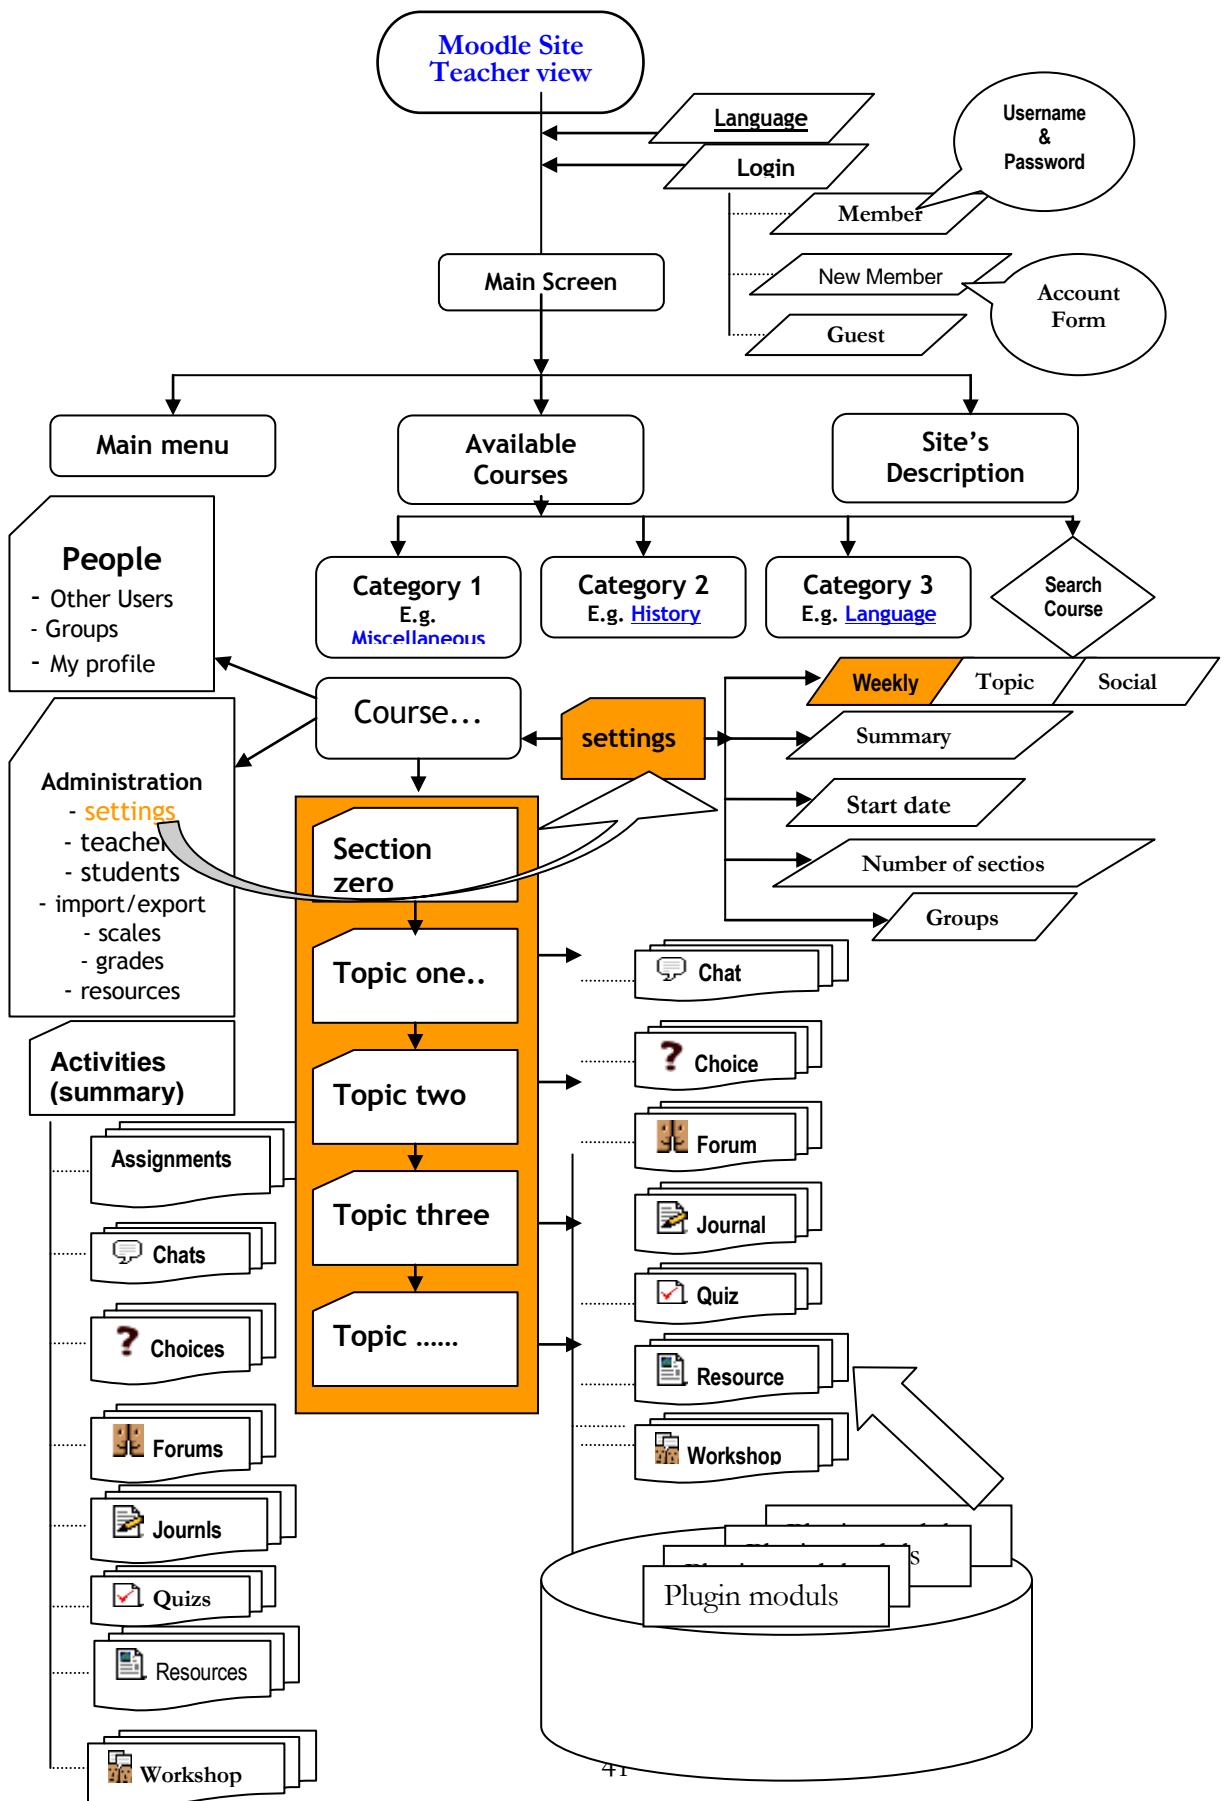 Moodle Site
Teacher view
Language
Login
Username
&
Password
Member
New Member
Account
Form
Guest
Main Screen
Main menu
Available
Courses
Site's
Description
People
- Other Users
- Groups
- My profile
Category 1
E.g.
Miscellaneous
Category 2
E.g. History
Category 3
E.g. Language
Search
Course
Course...
settings
Weekly
Topic
Social
Summary
Start date
Number of sectios
Groups
Administration
- settings
- teacher
- students
- import/export
- scales
- grades
- resources
Section
zero
Topic one..
Topic two
Topic three
Topic ......
Activities
(summary)
Assignments
Chats
Choices
Forums
Journls
Quizs
Resources
Workshop
Chat
Choice
Forum
Journal
Quiz
Resource
Workshop
Plugin moduls
41